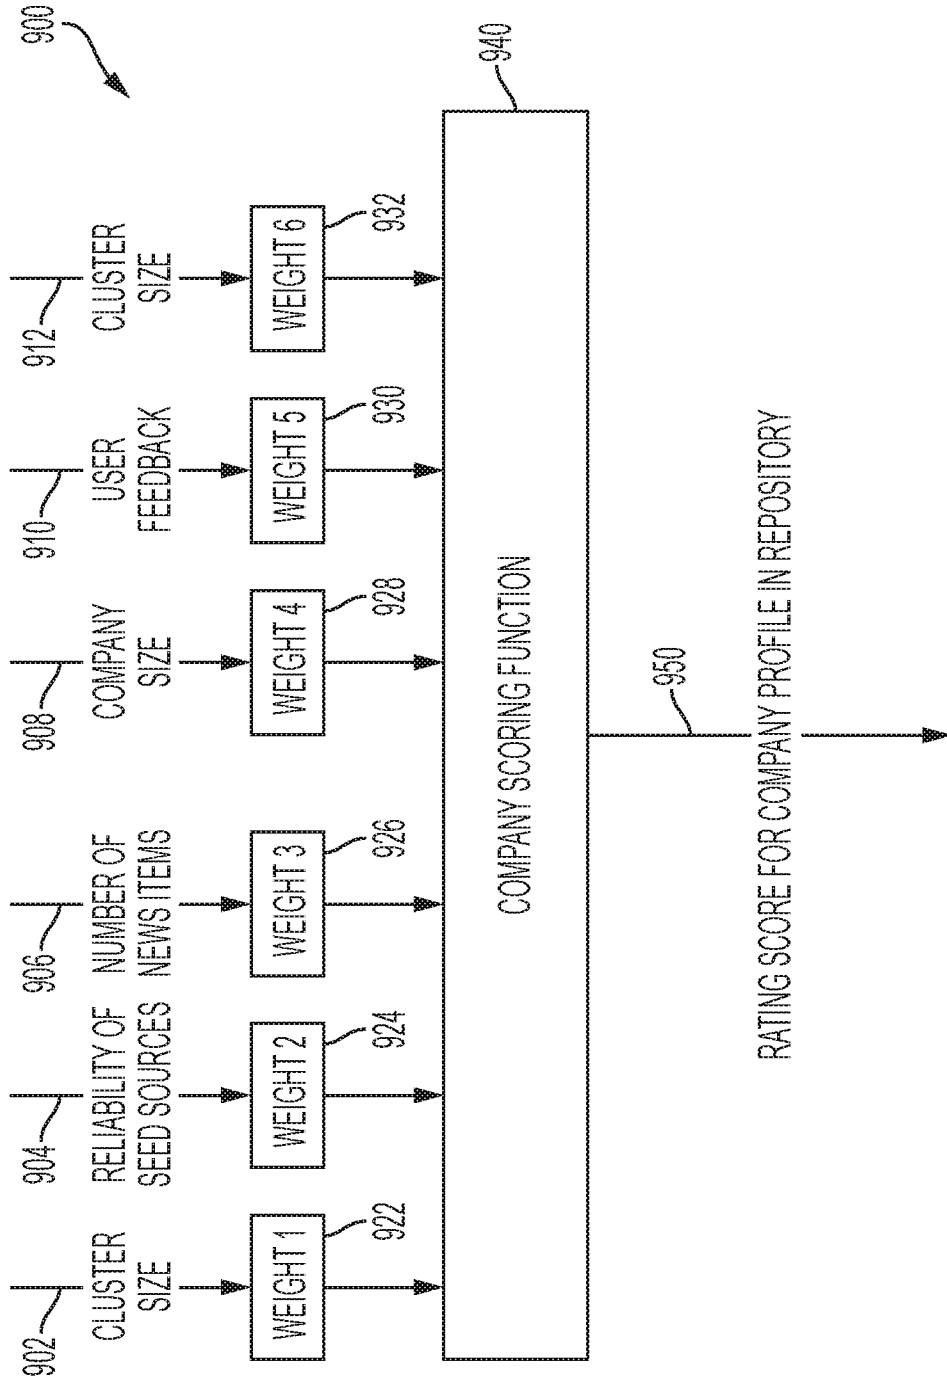 900
902
CLUSTER
SIZE
WEIGHT 1
922
904
RELIABILITY OF
SEED SOURCES
WEIGHT 2
924
906
NUMBER OF
NEWS ITEMS
WEIGHT 3
926
908
COMPANY
SIZE
WEIGHT 4
928
910
USER
FEEDBACK
WEIGHT 5
930
912
CLUSTER
SIZE
WEIGHT 6
932
COMPANY SCORING FUNCTION
940
950
RATING SCORE FOR COMPANY PROFILE IN REPOSITORY